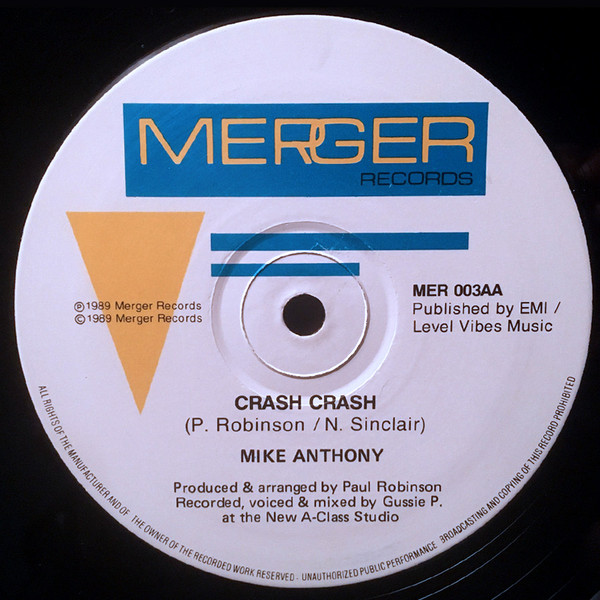 MERGER
RECORDS
℗1989 Merger Records
©1989 Merger Records
MER 003AA
Published by EMI /
Level Vibes Music
CRASH CRASH
(P. Robinson / N. Sinclair)
MIKE ANTHONY
Produced & arranged by Paul Robinson
Recorded, voiced & mixed by Gussie P.
at the New A-Class Studio
ALL RIGHTS OF THE MANUFACTURER AND OF THE OWNER OF THE RECORDED WORK RESERVED · UNAUTHORIZED PUBLIC PERFORMANCE BROADCASTING AND COPYING OF THIS RECORD PROHIBITED